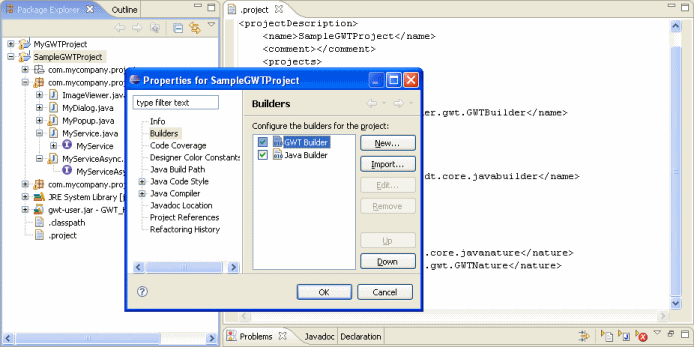 Package Explorer
Outline
.project
MyGWTProject
SampleGWTProject
com.mycompany.pro
com.mycompany.
ImageViewer.java
MyDialog.java
MyPopup.java
MyService.java
MyService
MyServiceAsync.
MyServiceAs
com.mycompany.pro
JRE System Library [
gwt-user.jar - GWT_
.classpath
.project
<projectDescription>
<name>SampleGWTProject</name>
<comment></comment>
<projects>
er.gwt.GWTBuilder</name>
dt.core.javabuilder</name>
.core.javanature</nature>
.gwt.GWTNature</nature>
Properties for SampleGWTProject
type filter text
Info
Builders
Code Coverage
Designer Color Constants
Java Build Path
Java Code Style
Java Compiler
Javadoc Location
Project References
Refactoring History
Builders
Configure the builders for the project:
GWT Builder
Java Builder
New...
Import...
Edit...
Remove
Up
Down
OK
Cancel
Problems
Javadoc
Declaration